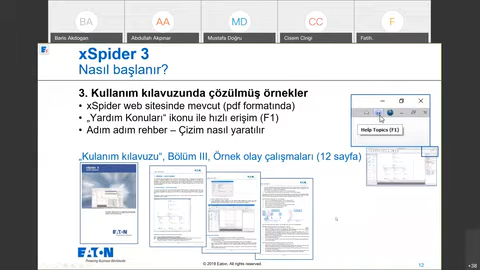 BA
AA
MD
CC
F
Baris Akdogan
Abdullah Akpınar
Mustafa Doğru
Cisem Cingi
Fatih.
xSpider 3
Nasıl başlanır?
3. Kullanım kılavuzunda çözülmüş örnekler
• xSpider web sitesinde mevcut (pdf formatında)
• „Yardım Konuları“ ikonu ile hızlı erişim (F1)
• Adım adım rehber – Çizim nasıl yaratılır
Help Topics (F1)
„Kulanım kılavuzu“, Bölüm III, Örnek olay çalışmaları (12 sayfa)
EATON
Powering Business Worldwide
© 2019 Eaton. All rights reserved.
12
+38